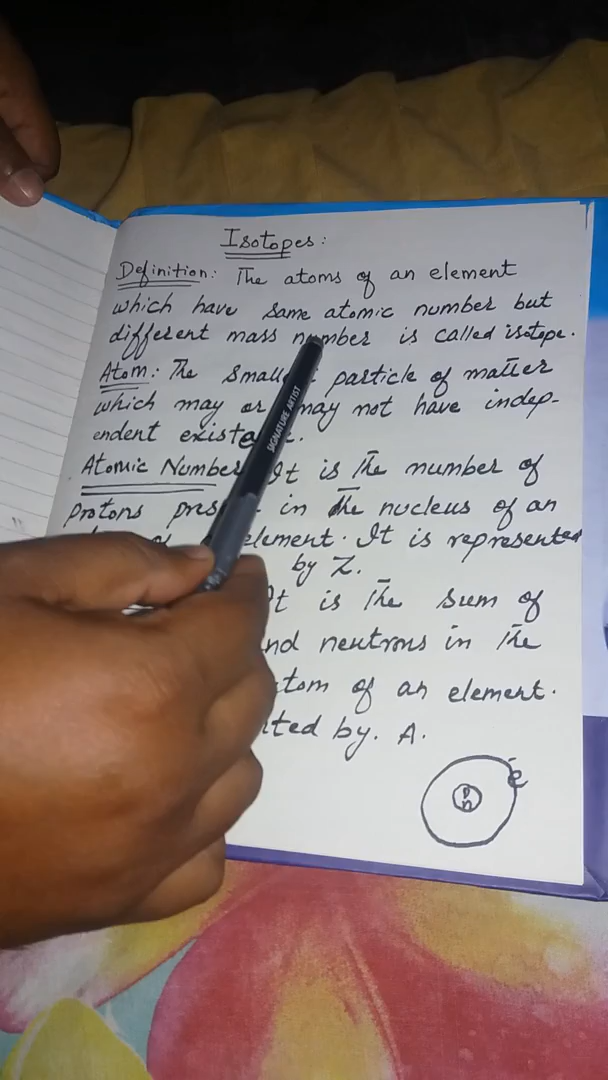 Isotopes:
Definition: The atoms of an element
which have same atomic number but
different mass number is called isotope.
Atom: The small particle of matter
which may or may not have indep-
endent
Atomic Number It is the number of
protons in the nucleus of an
element. It is represented
by Z.
It is the sum of
neutrons in the
of an element.
by. A.
e
p
n
SIGNATURE ARTIST